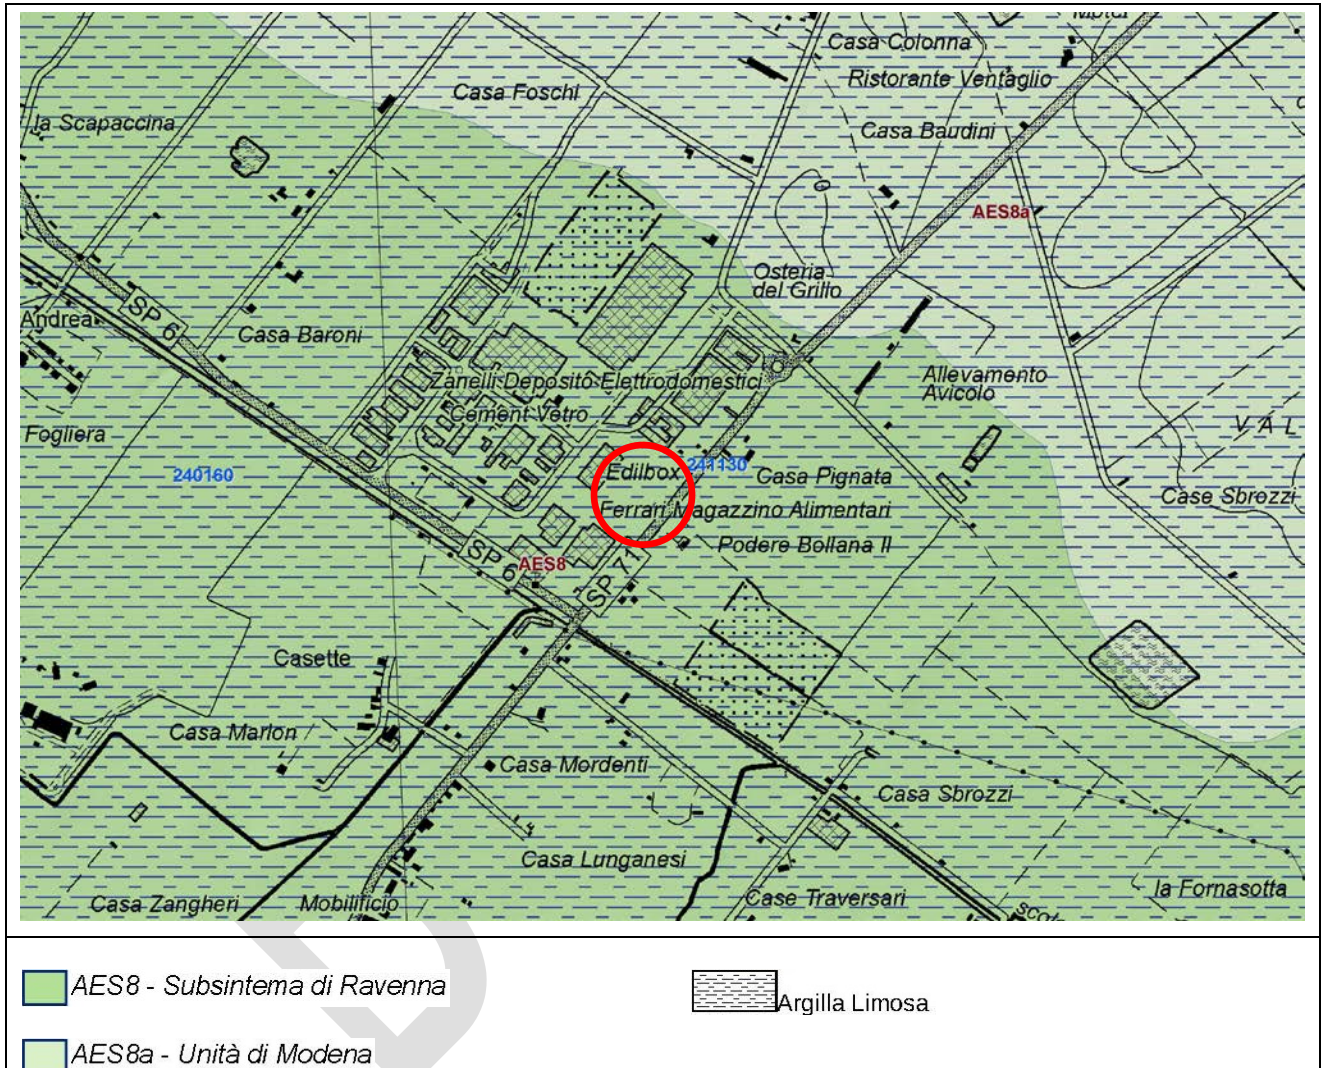 Casa Colonna
Ristorante Ventaglio
Casa Foschi
la Scapaccina
Casa Baudini
AES8a
Osteria
del Grillo
SP 6
Andrea
Casa Baroni
Allevamento
Avicolo
Zanelli Deposito Elettrodomestici
Cement Vetro
Fogliera
VAL
240160
Edilbox
241130
Casa Pignata
Case Sbrozzi
Ferrari Magazzino Alimentari
Podere Bollana II
SP 6
AES8
SP 71
Casette
Casa Marlon
Casa Mordenti
Casa Sbrozzi
Casa Lunganesi
Casa Zangheri
Mobilificio
Case Traversari
la Fornasotta
scolo
AES8 - Subsintema di Ravenna
Argilla Limosa
AES8a - Unità di Modena